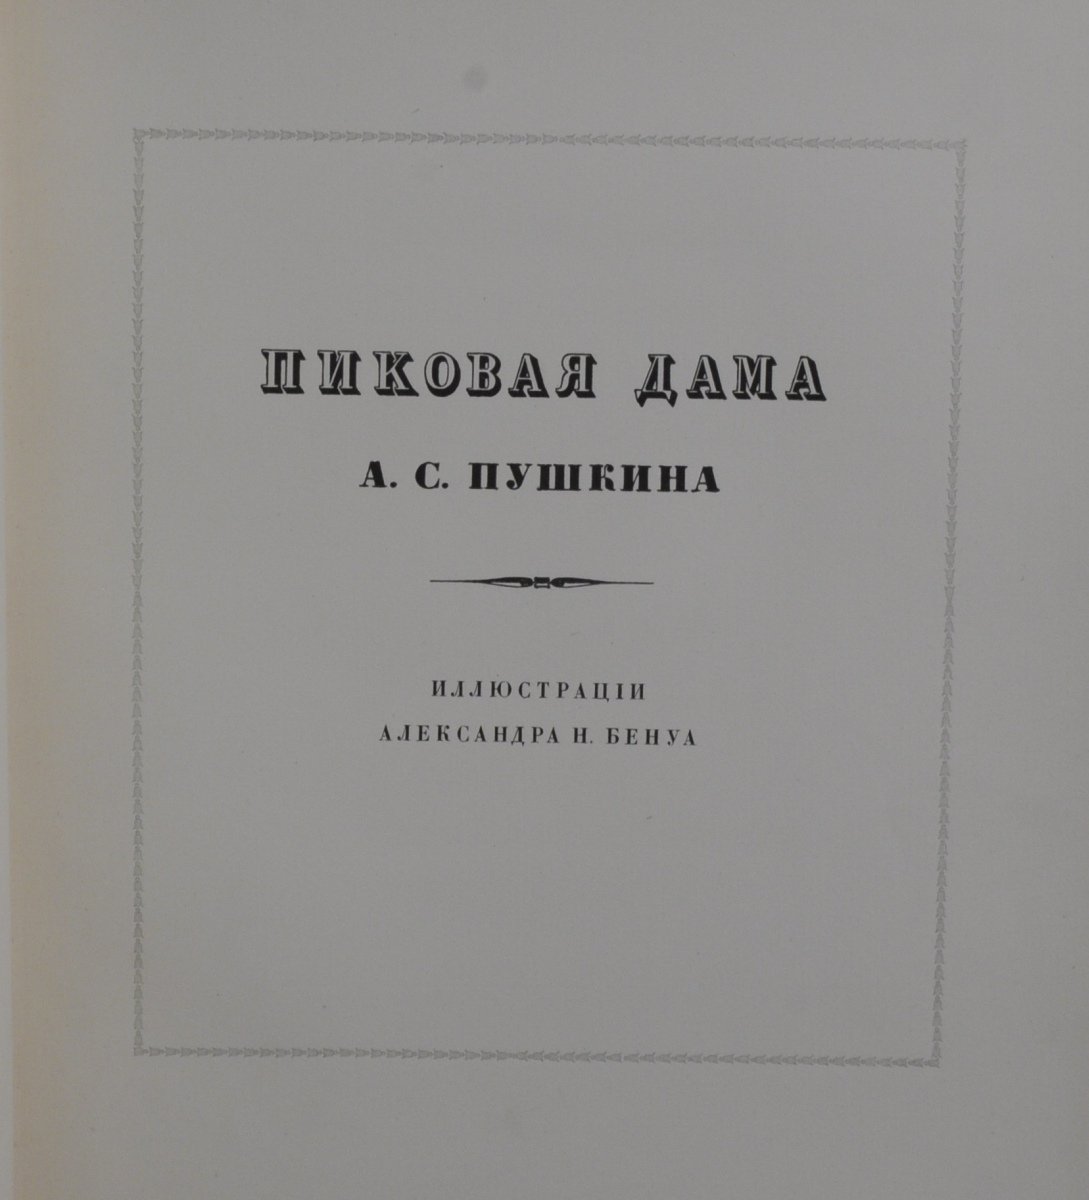 ПИКОВАЯ ДАМА
А. С. ПУШКИНА
ИЛЛЮСТРАЦІИ
АЛЕКСАНДРА Н. БЕНУА